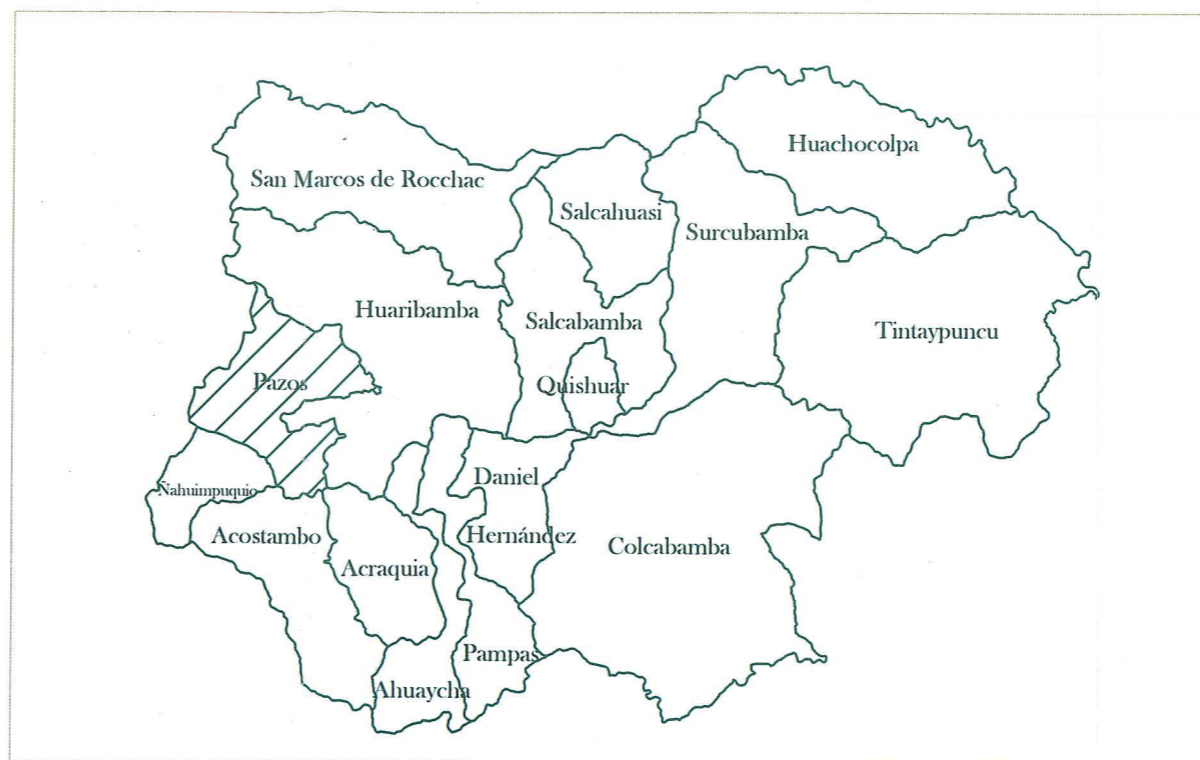 Huachocolpa
San Marcos de Rocchac
Salcahuasi
Surcubamba
Huaribamba
Salcabamba
Tintaypuncu
Pazos
Quishuar
Daniel
Ñahuimpuquio
Acostambo
Hernández
Colcabamba
Acraquia
Pampas
Ahuaycha